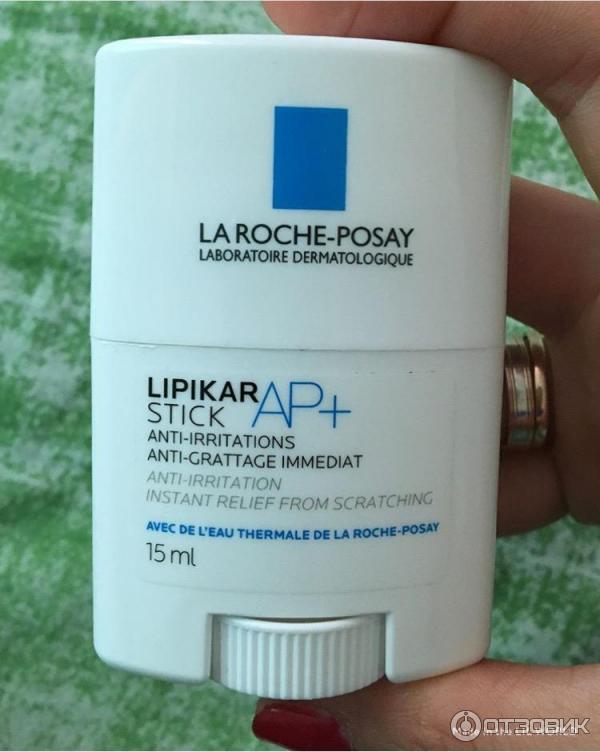 LA ROCHE-POSAY
LABORATOIRE DERMATOLOGIQUE
LIPIKAR AP+
STICK
ANTI-IRRITATIONS
ANTI-GRATTAGE IMMEDIAT
ANTI-IRRITATION
INSTANT RELIEF FROM SCRATCHING
AVEC DE L'EAU THERMALE DE LA ROCHE-POSAY
15 ml
ОТЗОВИК